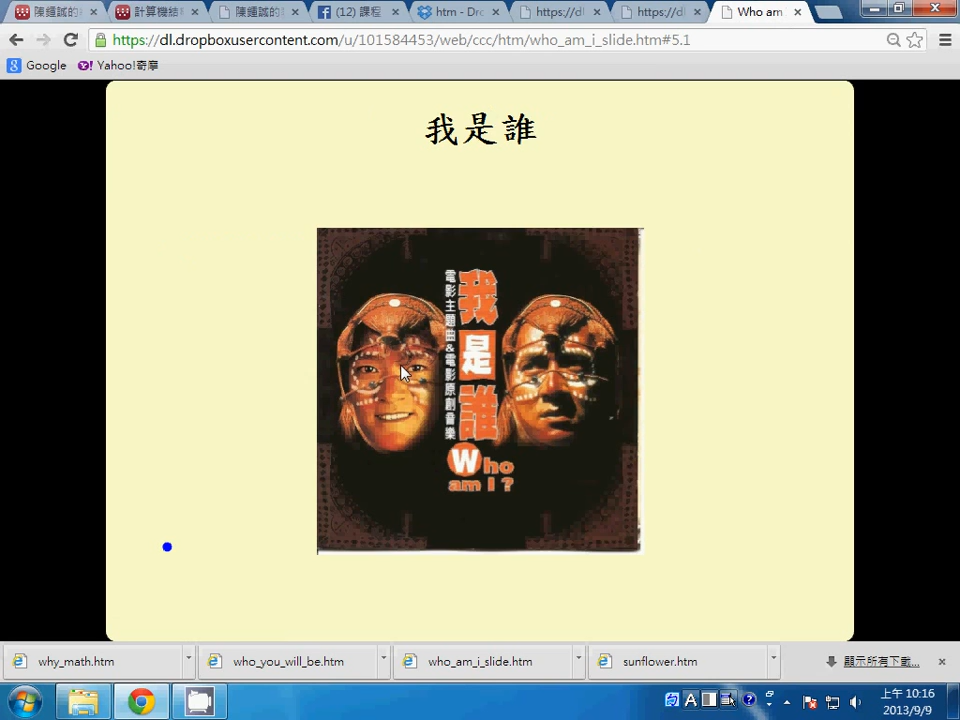 陳鍾誠的
計算機結
陳鍾誠的
(12) 課程
htm - Dr
https://dl
https://dl
Who am
https://dl.dropboxusercontent.com/u/101584453/web/ccc/htm/who_am_i_slide.htm#5.1
Google
Yahoo!奇摩
我是誰
電影主題曲&電影原創音樂
我是誰
Who
am I ?
why_math.htm
who_you_will_be.htm
who_am_i_slide.htm
sunflower.htm
顯示所有下載...
上午 10:16
2013/9/9